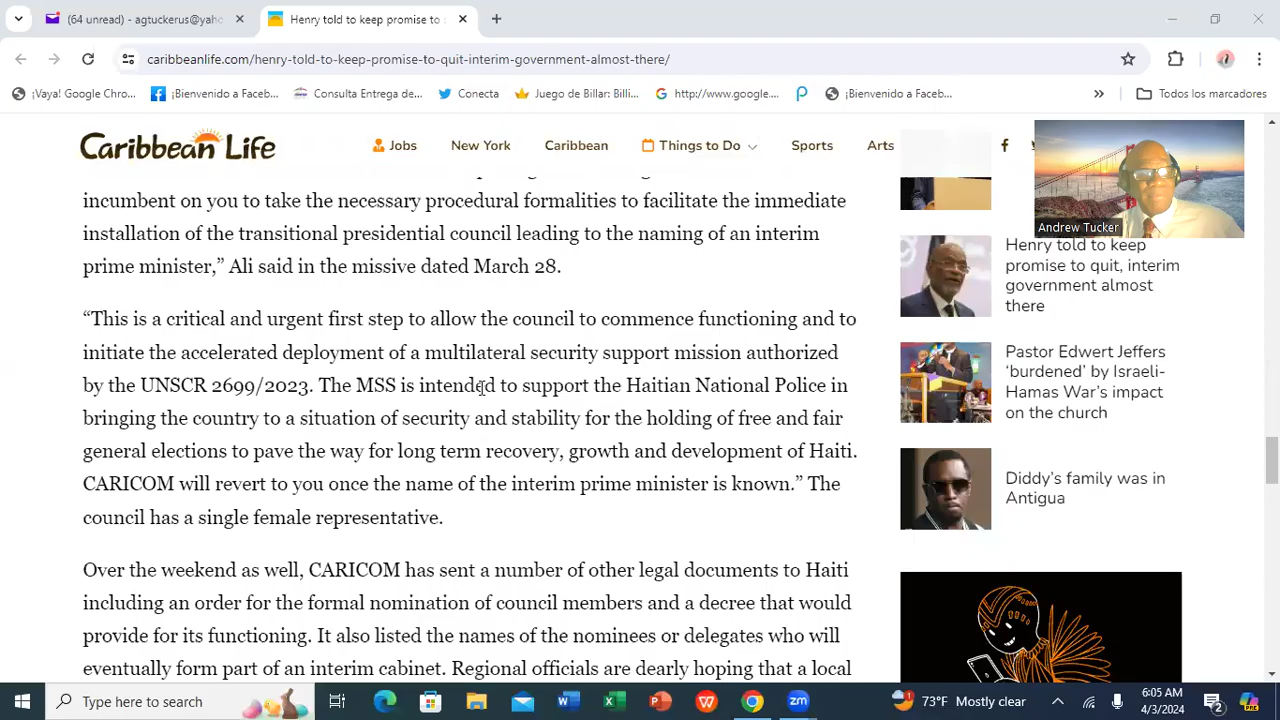 (64 unread) - agtuckerus@yaho
Henry told to keep promise to
caribbeanlife.com/henry-told-to-keep-promise-to-quit-interim-government-almost-there/
¡Vaya! Google Chro...
¡Bienvenido a Faceb...
Consulta Entrega de...
Conecta
Juego de Billar: Billi...
http://www.google....
¡Bienvenido a Faceb...
»
Todos los marcadores
Caribbean Life
Jobs
New York
Caribbean
Things to Do
Sports
Arts
Andrew Tucker
incumbent on you to take the necessary procedural formalities to facilitate the immediate
installation of the transitional presidential council leading to the naming of an interim
prime minister,” Ali said in the missive dated March 28.
“This is a critical and urgent first step to allow the council to commence functioning and to
initiate the accelerated deployment of a multilateral security support mission authorized
by the UNSCR 2699/2023. The MSS is intended to support the Haitian National Police in
bringing the country to a situation of security and stability for the holding of free and fair
general elections to pave the way for long term recovery, growth and development of Haiti.
CARICOM will revert to you once the name of the interim prime minister is known.” The
council has a single female representative.
Over the weekend as well, CARICOM has sent a number of other legal documents to Haiti
including an order for the formal nomination of council members and a decree that would
provide for its functioning. It also listed the names of the nominees or delegates who will
eventually form part of an interim cabinet. Regional officials are dearly hoping that a local
Henry told to keep
promise to quit, interim
government almost
there
Pastor Edwert Jeffers
‘burdened’ by Israeli-
Hamas War’s impact
on the church
Diddy’s family was in
Antigua
Type here to search
73°F Mostly clear
6:05 AM
4/3/2024